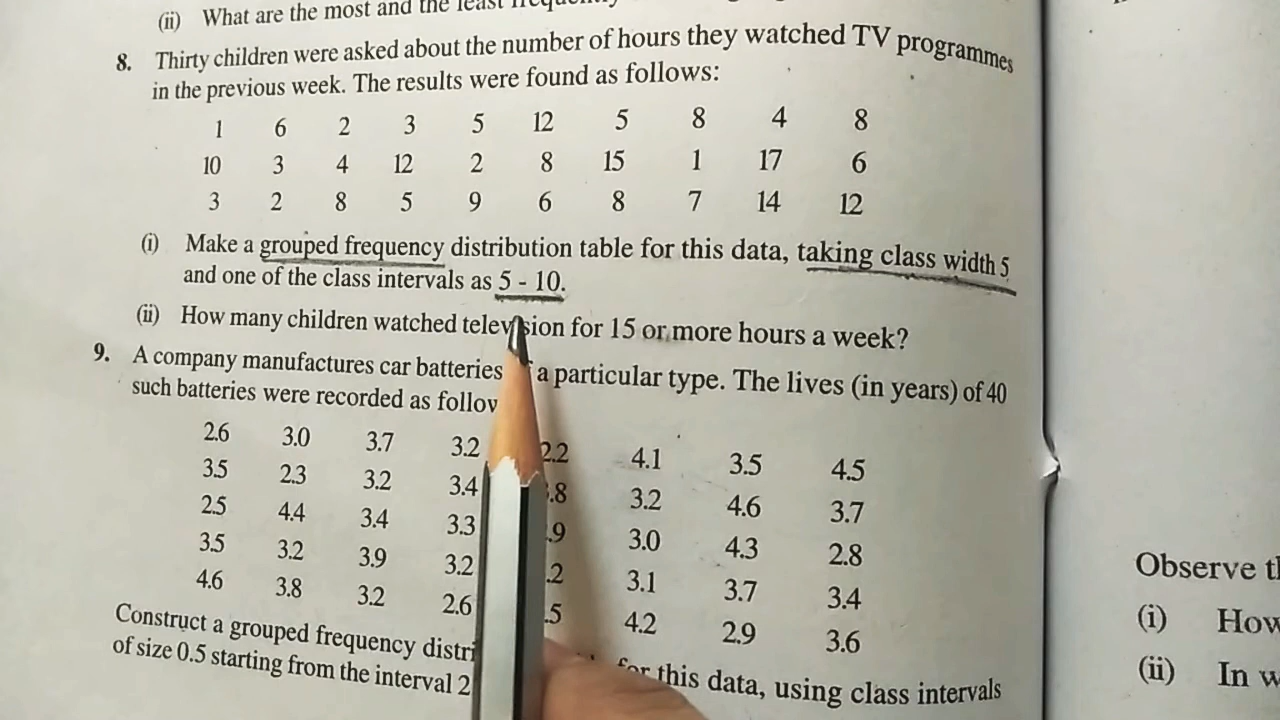 (ii) What are the most and the least
8. Thirty children were asked about the number of hours they watched TV programmes
in the previous week. The results were found as follows:
1 6 2 3 5 12 5 8 4 8
10 3 4 12 2 8 15 1 17 6
3 2 8 5 9 6 8 7 14 12
(i) Make a grouped frequency distribution table for this data, taking class width 5
and one of the class intervals as 5 - 10.
(ii) How many children watched television for 15 or more hours a week?
9. A company manufactures car batteries a particular type. The lives (in years) of 40
such batteries were recorded as
2.6 3.0 3.7 3.2 2.2 4.1 3.5 4.5
3.5 2.3 3.2 3.4 .8 3.2 4.6 3.7
2.5 4.4 3.4 3.3 .9 3.0 4.3 2.8
3.5 3.2 3.9 3.2 .2 3.1 3.7 3.4
4.6 3.8 3.2 2.6 .5 4.2 2.9 3.6
Construct a grouped frequency for this data, using class intervals
of size 0.5 starting from the interval 2
Observe
(i) How
(ii) In